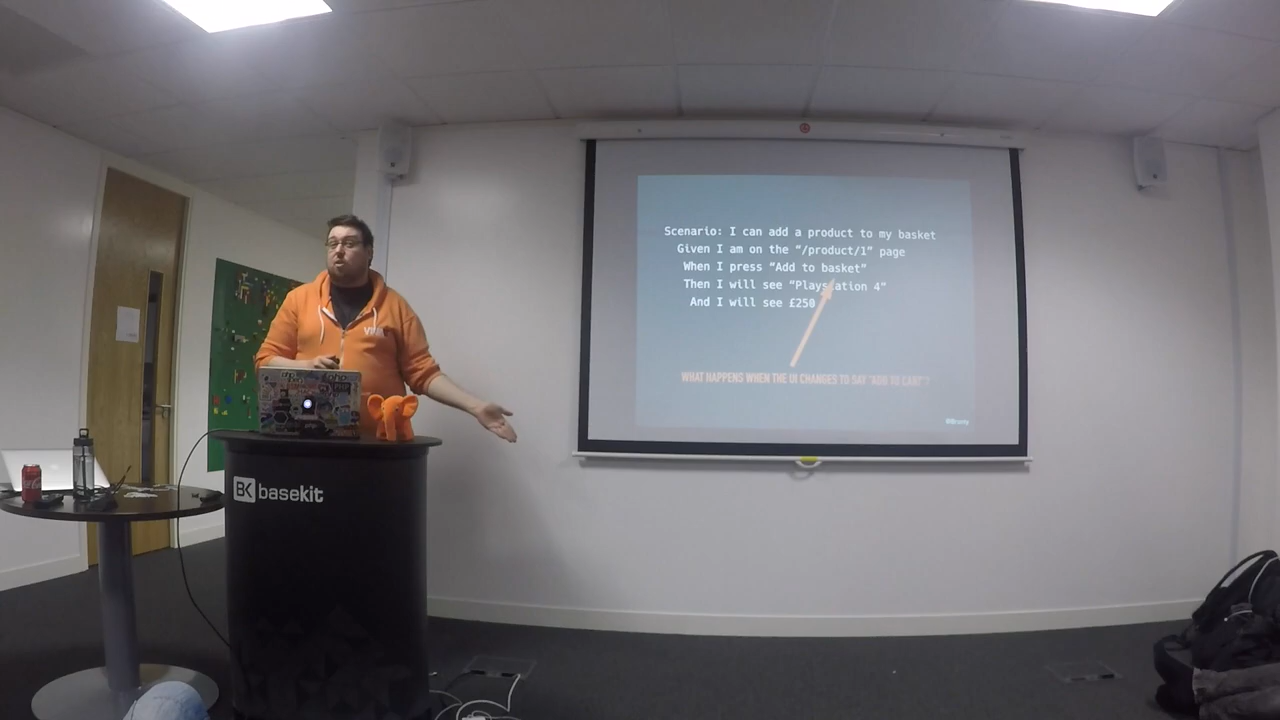 Scenario: I can add a product to my basket
Given I am on the “/product/1” page
When I press “Add to basket”
Then I will see “Playstation 4”
And I will see £250
WHAT HAPPENS WHEN THE UI CHANGES TO SAY "ADD TO CART"?
BK basekit